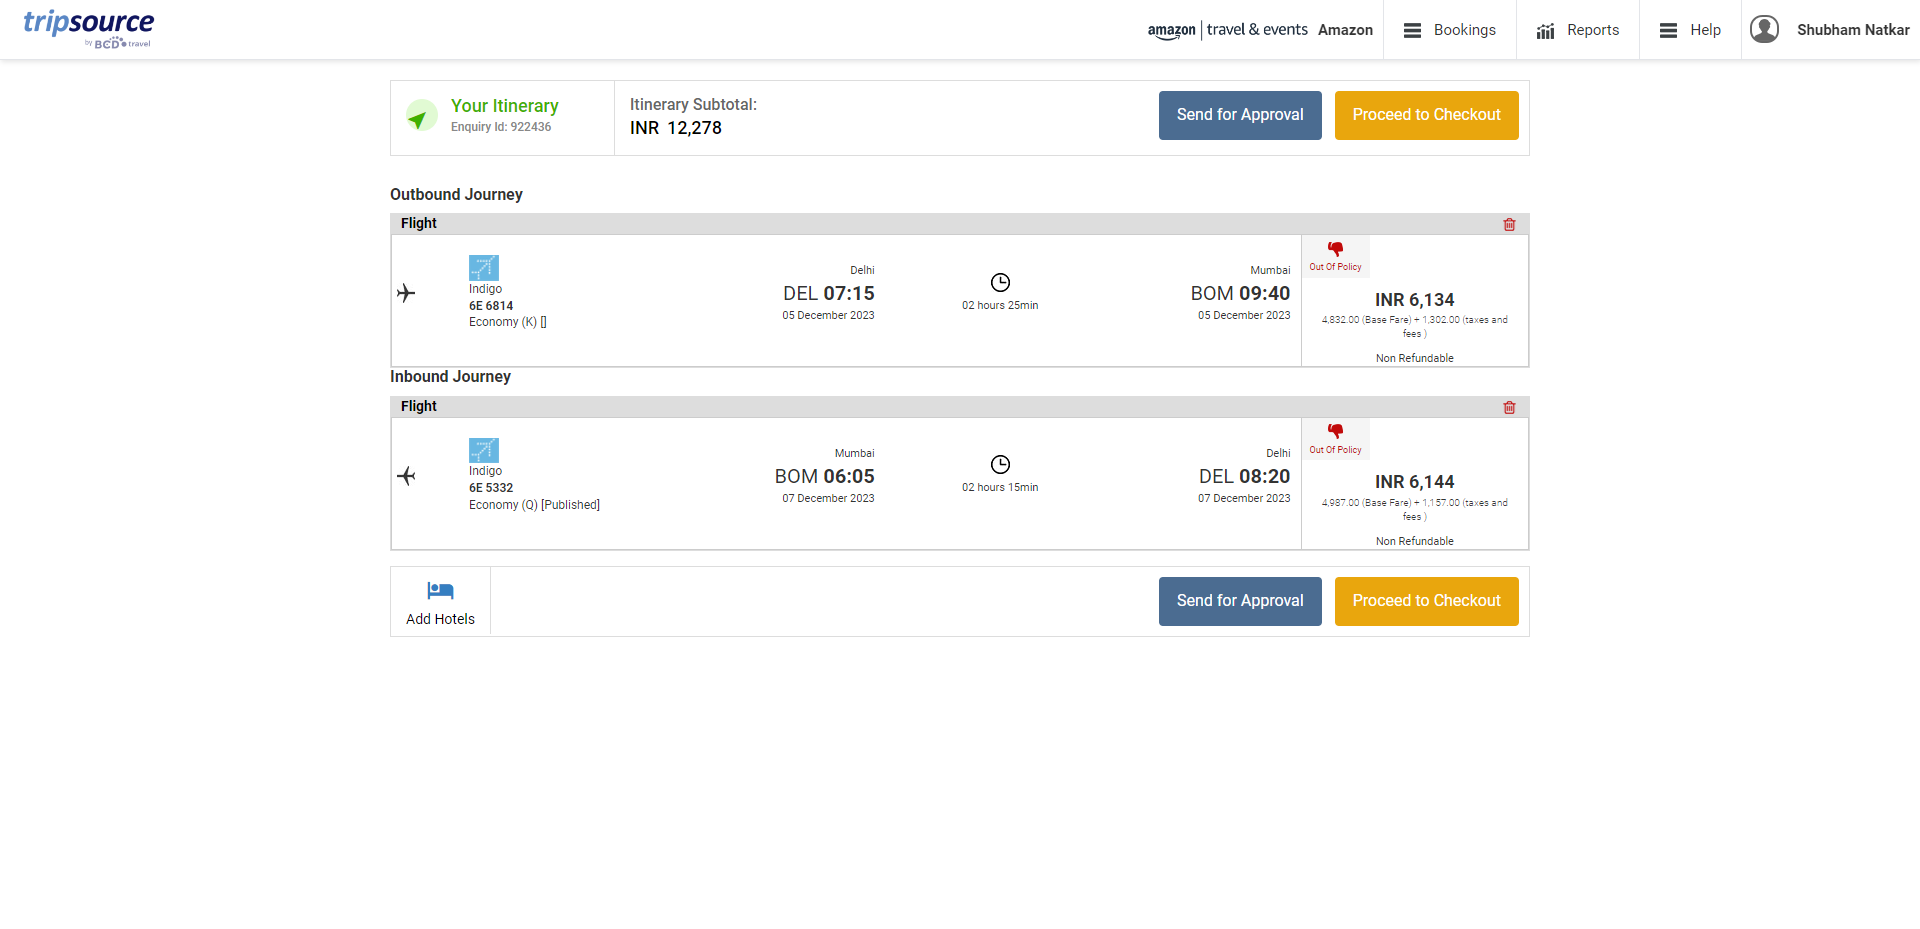 tripsource
by BCD travel
amazon | travel & events Amazon
Bookings
Reports
Help
Shubham Natkar
Your Itinerary
Enquiry Id: 922436
Itinerary Subtotal:
INR 12,278
Send for Approval
Proceed to Checkout
Outbound Journey
Flight
Indigo
6E 6814
Economy (K) []
Delhi
DEL 07:15
05 December 2023
02 hours 25min
Mumbai
BOM 09:40
05 December 2023
Out Of Policy
INR 6,134
4,832.00 (Base Fare) + 1,302.00 (taxes and
fees )
Non Refundable
Inbound Journey
Flight
Indigo
6E 5332
Economy (Q) [Published]
Mumbai
BOM 06:05
07 December 2023
02 hours 15min
Delhi
DEL 08:20
07 December 2023
Out Of Policy
INR 6,144
4,987.00 (Base Fare) + 1,157.00 (taxes and
fees )
Non Refundable
Add Hotels
Send for Approval
Proceed to Checkout